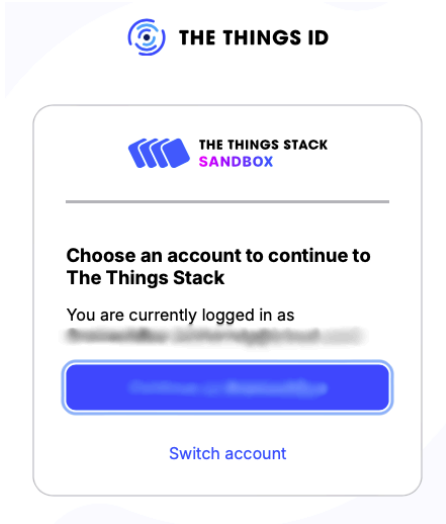 THE THINGS ID
THE THINGS STACK
SANDBOX
Choose an account to continue to
The Things Stack
You are currently logged in as
Switch account